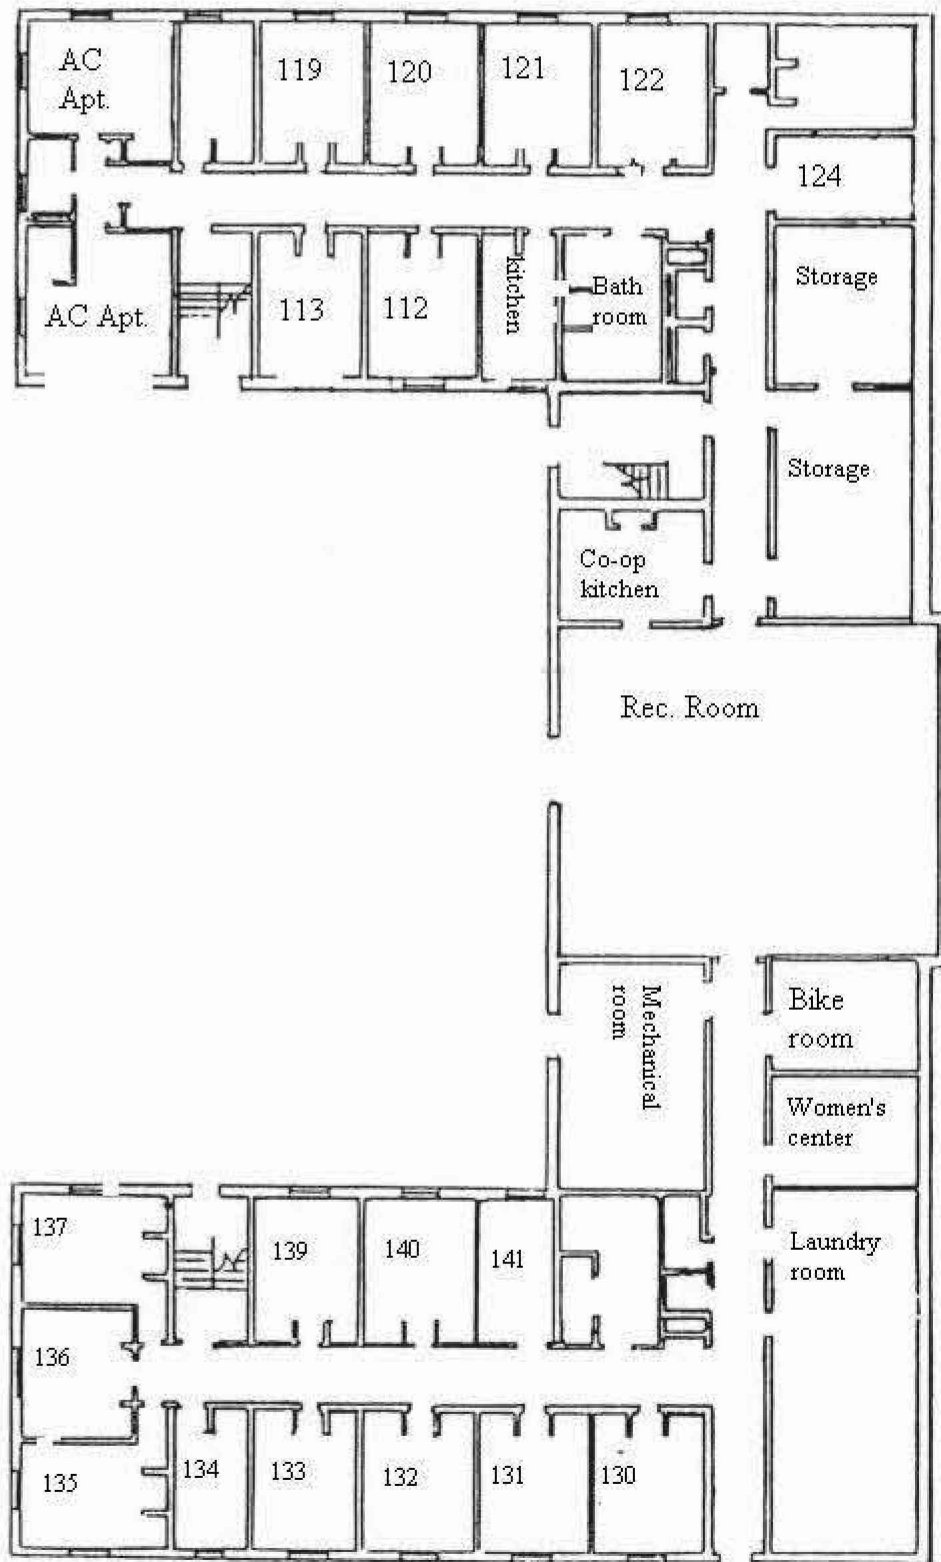 AC
Apt.
119
120
121
122
124
AC Apt.
113
112
kitchen
Bath
room
Storage
Storage
Co-op
kitchen
Rec. Room
Mechanical
room
Bike
room
Women's
center
Laundry
room
137
139
140
141
136
135
134
133
132
131
130